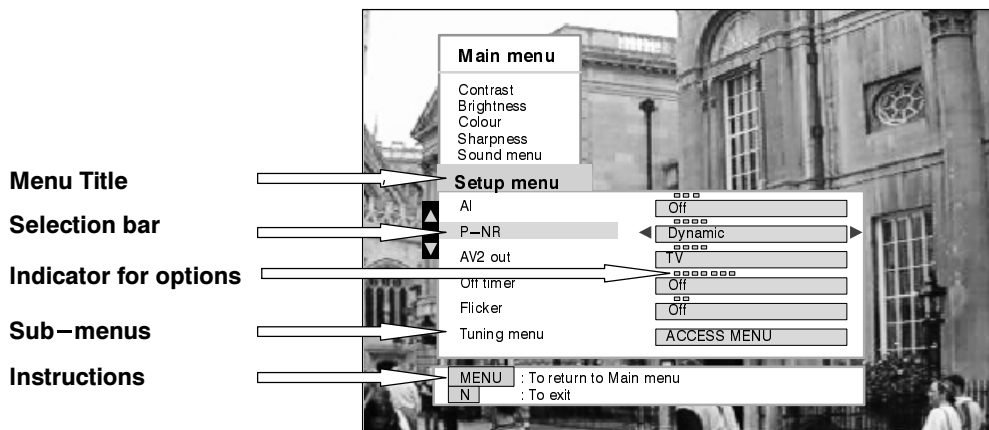 Main menu
Contrast
Brightness
Colour
Sharpness
Sound menu
Menu Title
Setup menu
AI
Off
Selection bar
P–NR
Dynamic
AV2 out
TV
Indicator for options
Off timer
Off
Flicker
Off
Sub–menus
Tuning menu
ACCESS MENU
Instructions
MENU : To return to Main menu
N : To exit